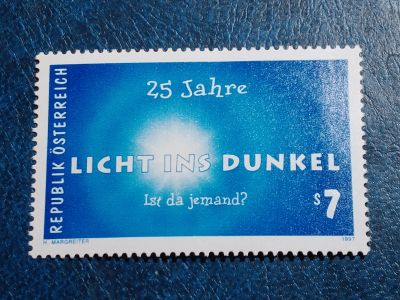 25 Jahre
LICHT INS DUNKEL
Ist da jemand?
S 7
REPUBLIK ÖSTERREICH
H. MARGREITER
1997